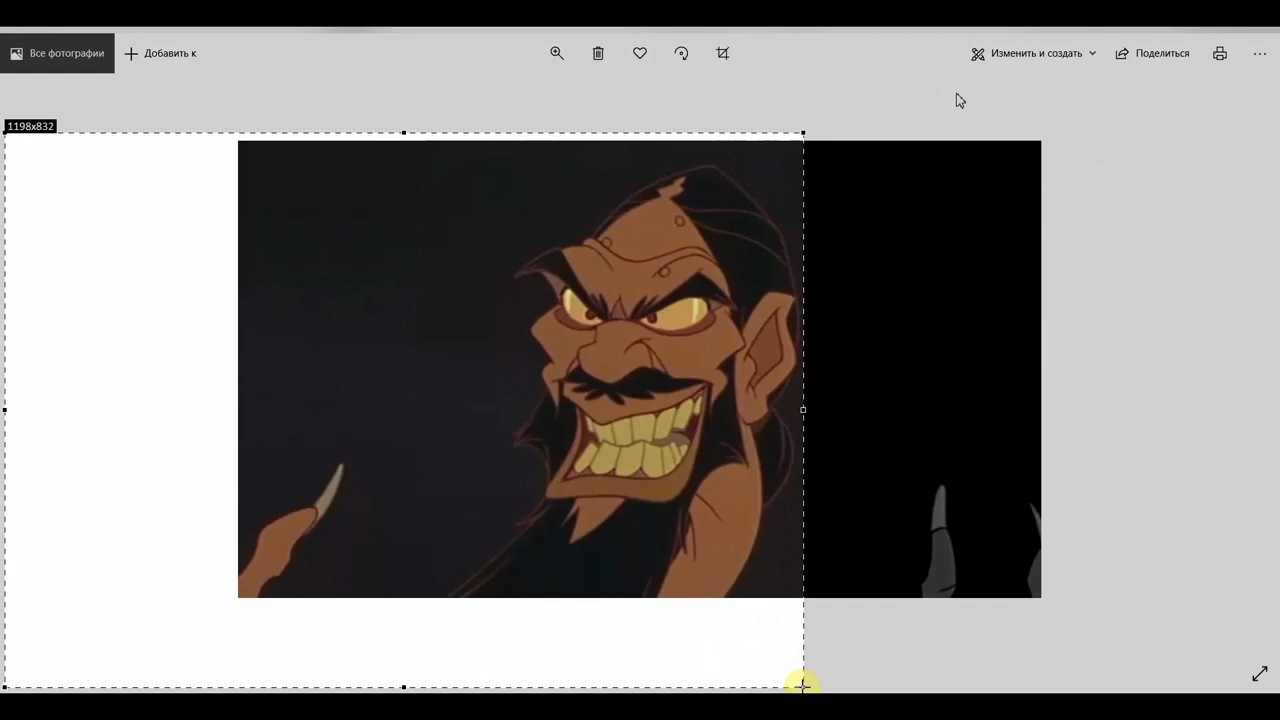 Все фотографии
Добавить к
Изменить и создать
Поделиться
1198x832